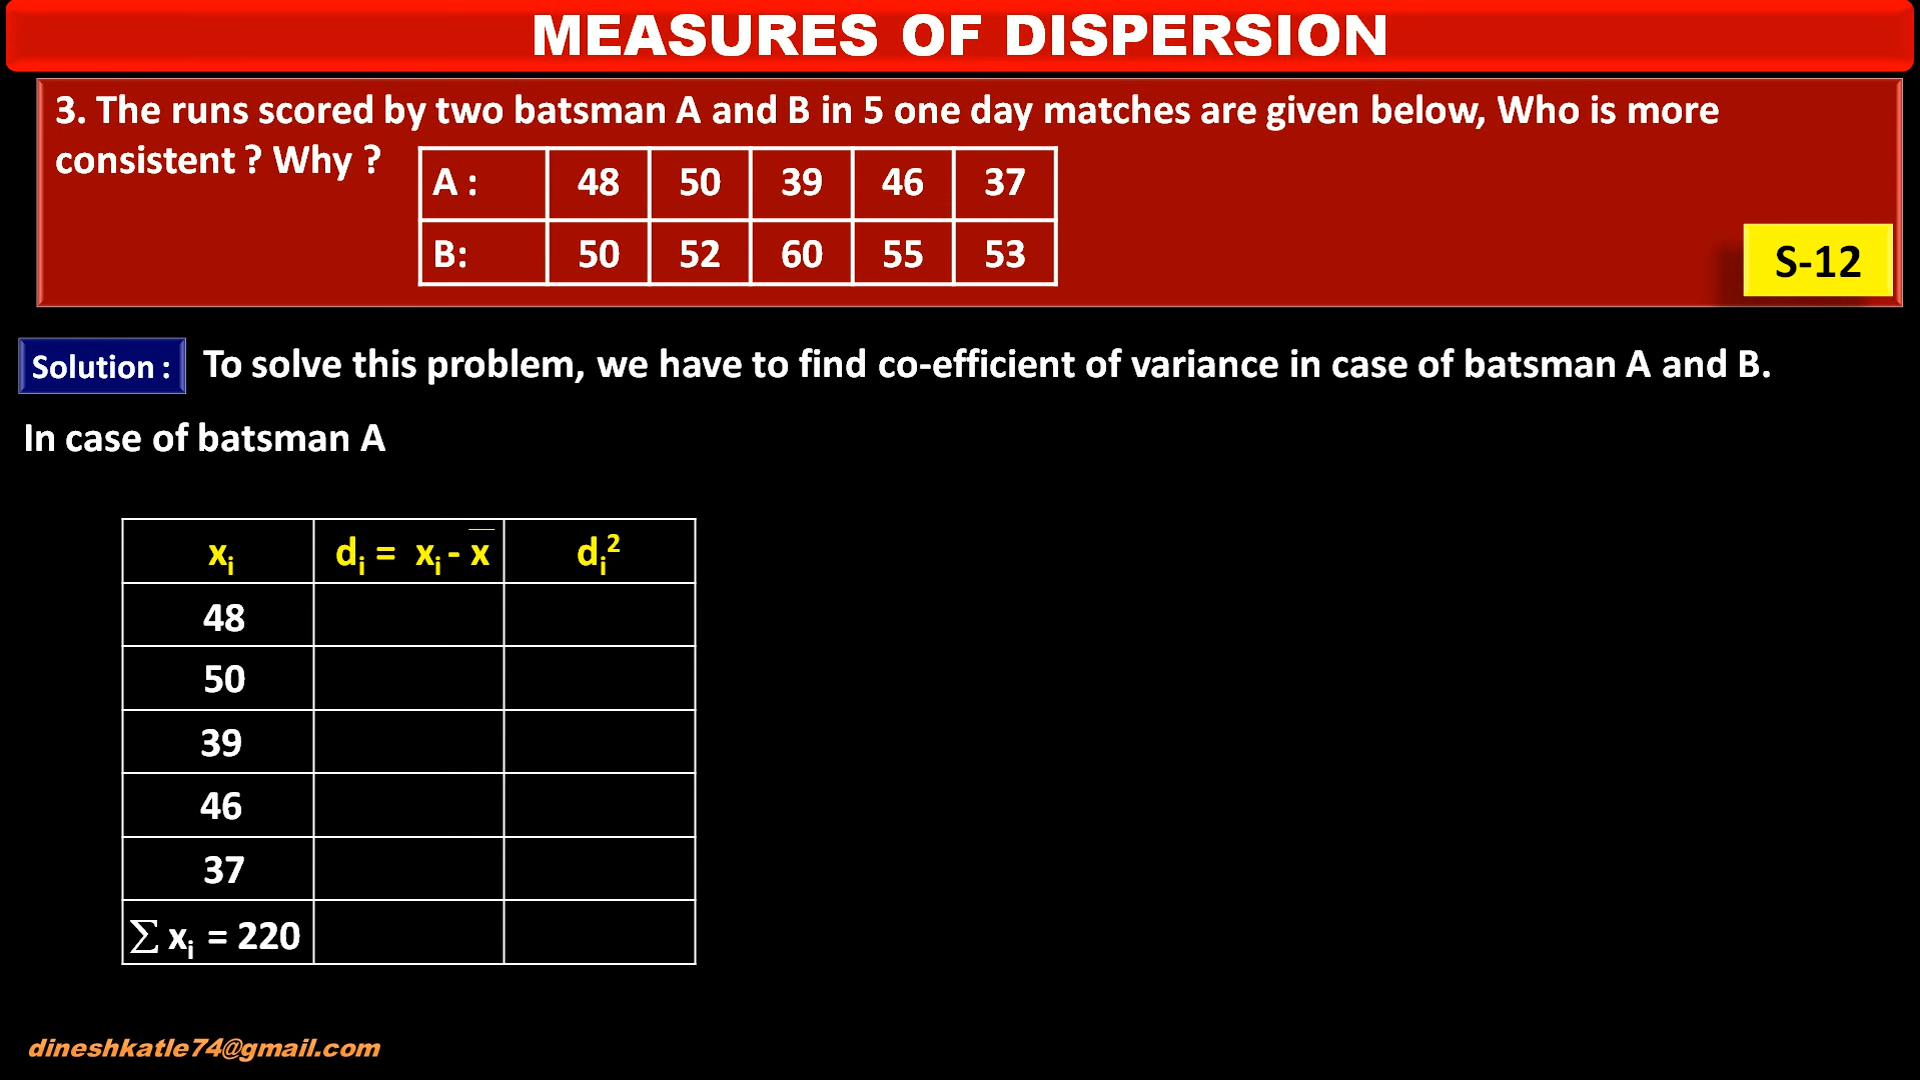 MEASURES OF DISPERSION
3. The runs scored by two batsman A and B in 5 one day matches are given below, Who is more
consistent ? Why ?
A : 48 50 39 46 37
B: 50 52 60 55 53
S-12
Solution : To solve this problem, we have to find co-efficient of variance in case of batsman A and B.
In case of batsman A
xᵢ dᵢ = xᵢ - x̅ dᵢ²
48
50
39
46
37
∑ xᵢ = 220
dineshkatle74@gmail.com